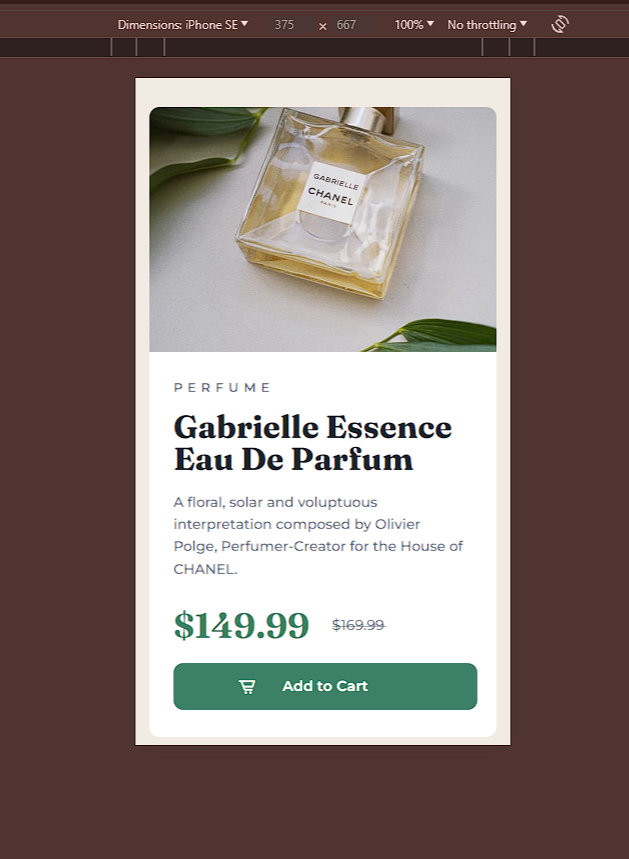 Dimensions: iPhone SE 375 × 667 100% No throttling
GABRIELLE
CHANEL
PARIS
PERFUME
Gabrielle Essence
Eau De Parfum
A floral, solar and voluptuous
interpretation composed by Olivier
Polge, Perfumer-Creator for the House of
CHANEL.
$149.99 $169.99
Add to Cart